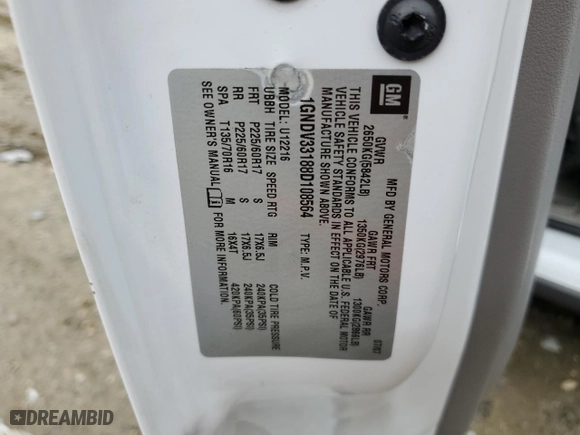 GM
MFD BY GENERAL MOTORS CORP. 07/07
GVWR GAWR FRT GAWR RR
2650KG(5842LB) 1350KG(2976LB) 1300KG(2866LB)
THIS VEHICLE CONFORMS TO ALL APPLICABLE U.S. FEDERAL MOTOR
VEHICLE SAFETY STANDARDS IN EFFECT ON THE DATE OF
MANUFACTURE SHOWN ABOVE.
1GNDV33188D108564 TYPE: M.P.V.
MODEL: U12216
UBBH TIRE SIZE SPEED RTG RIM COLD TIRE PRESSURE
FRT P225/60R17 S 17X6.5J 240KPA(35PSI)
RR P225/60R17 S 17X6.5J 240KPA(35PSI)
SPA T135/70R16 M 16X4T 420KPA(60PSI)
SEE OWNER'S MANUAL FOR MORE INFORMATION.
DREAMBID